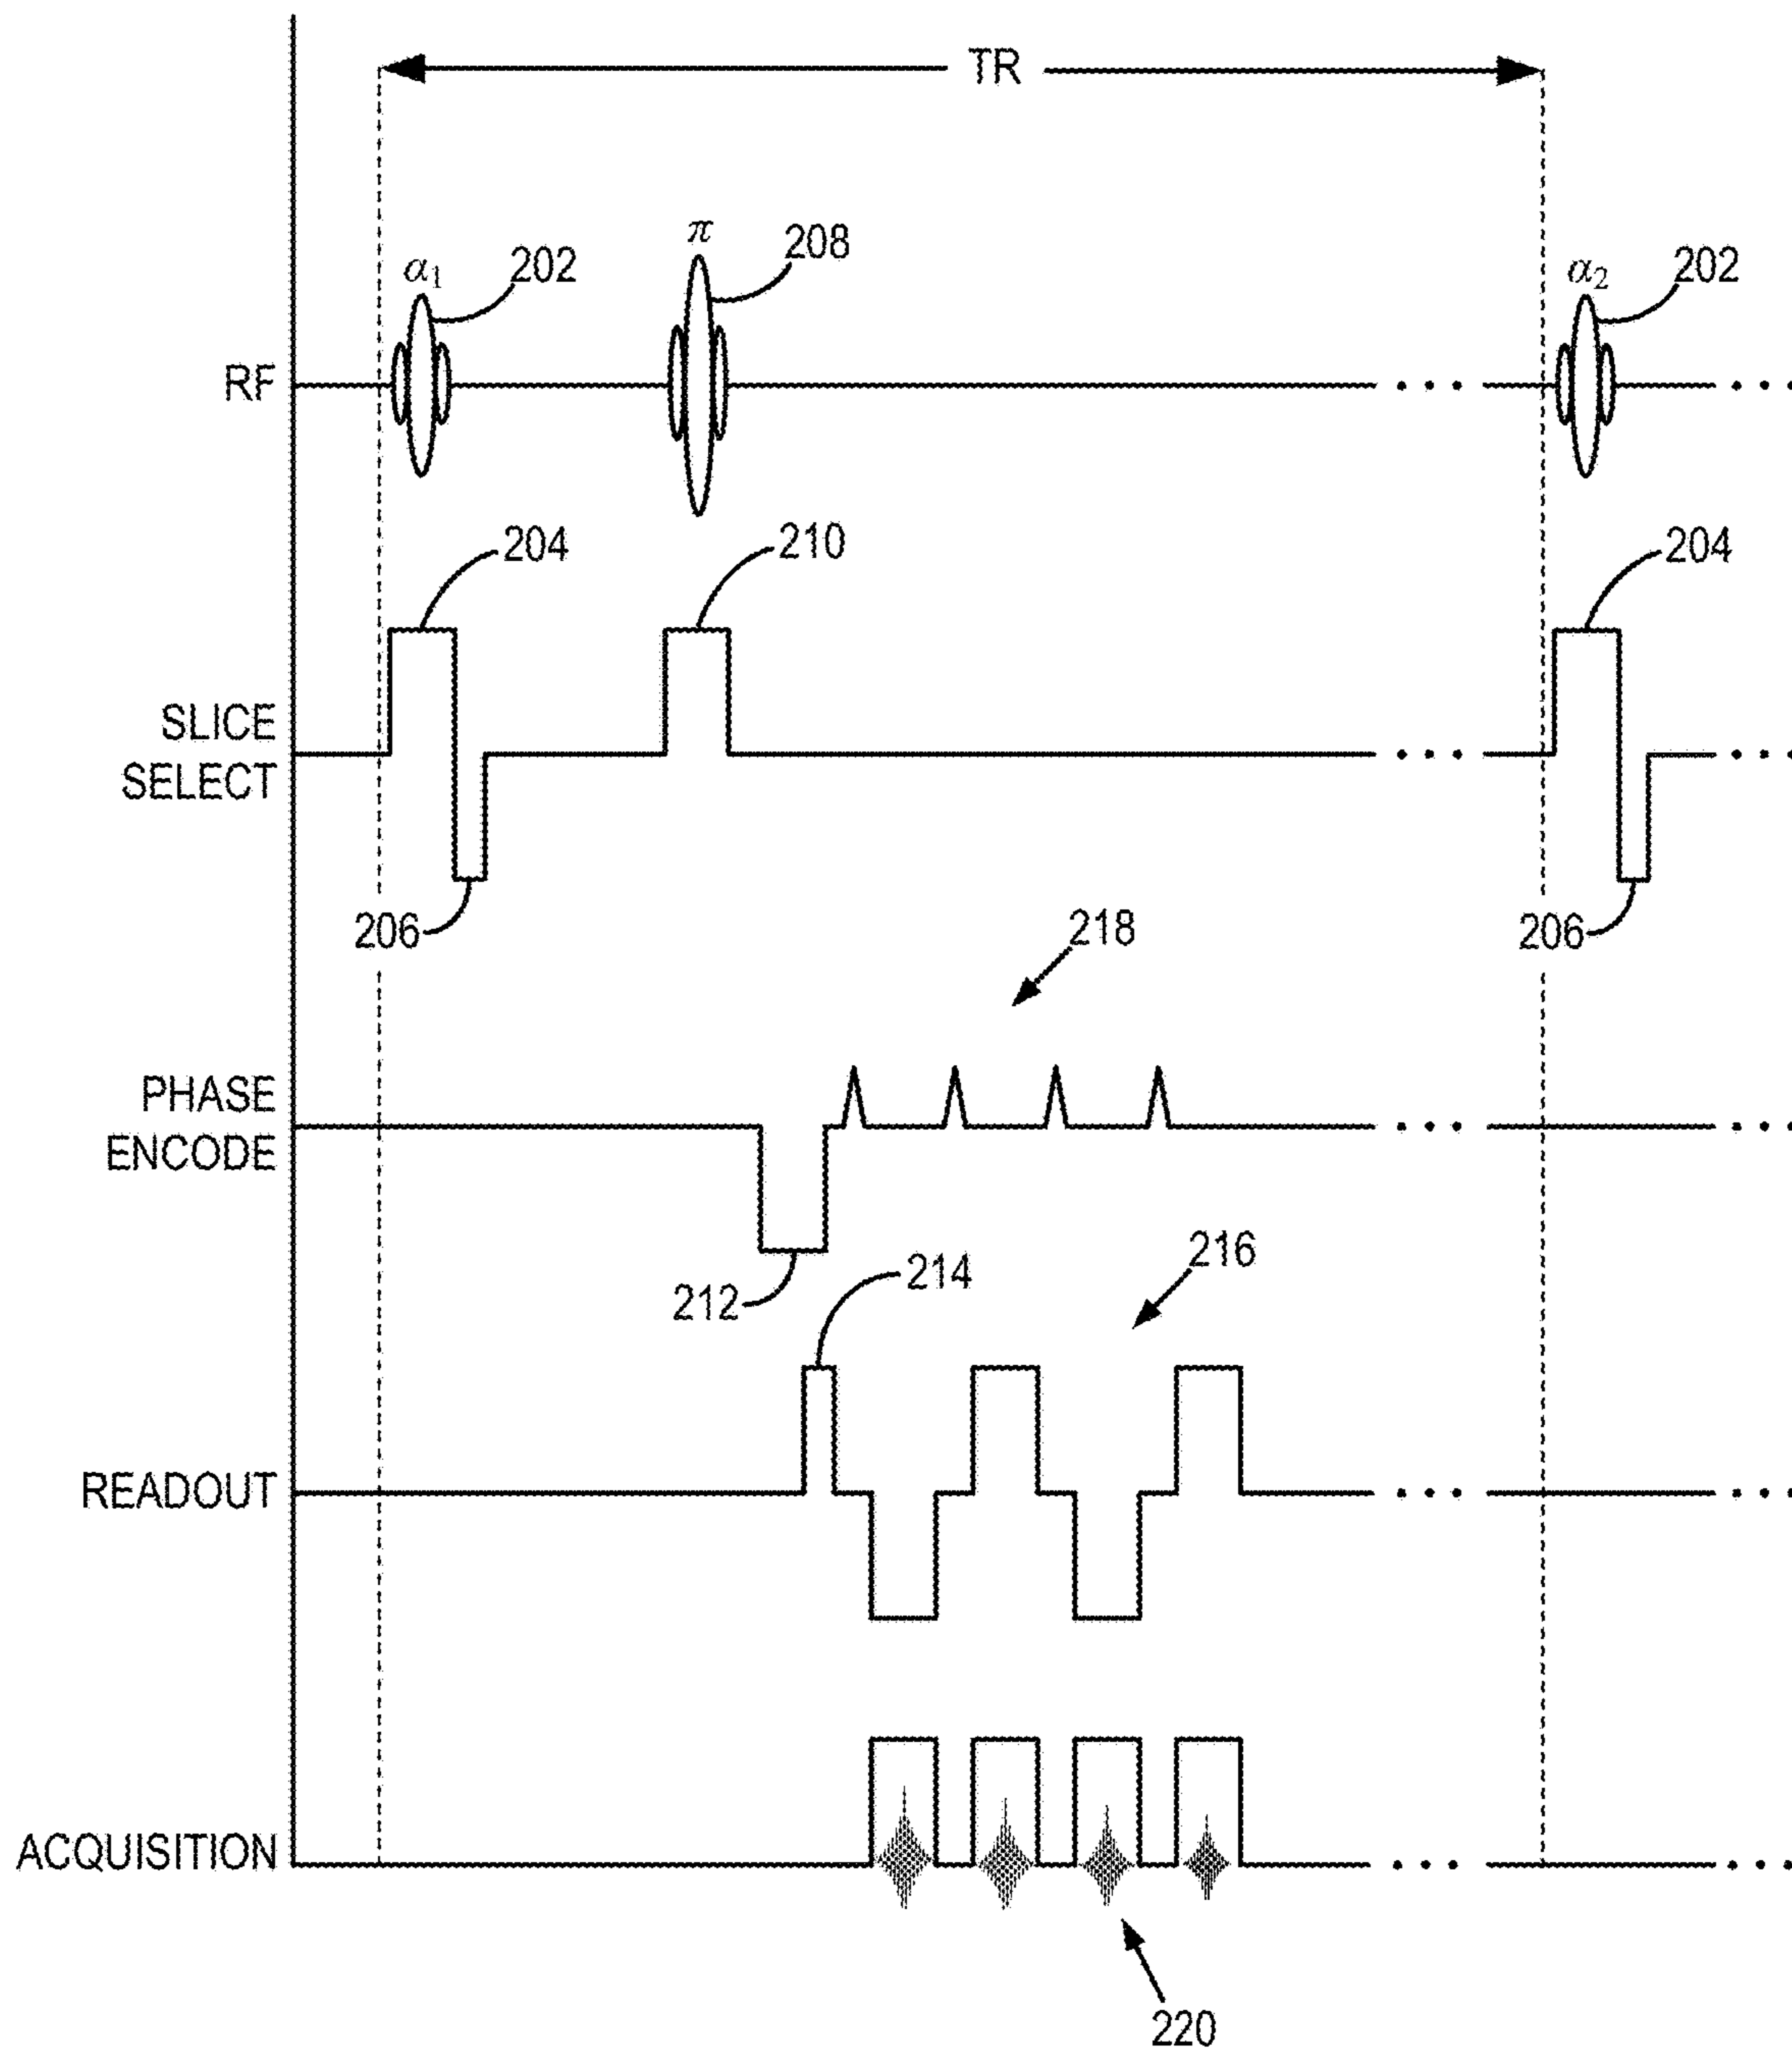 TR
π
208
α1
202
α2
202
RF
204
210
204
SLICE
SELECT
206
206
218
PHASE
ENCODE
216
214
212
READOUT
ACQUISITION
220